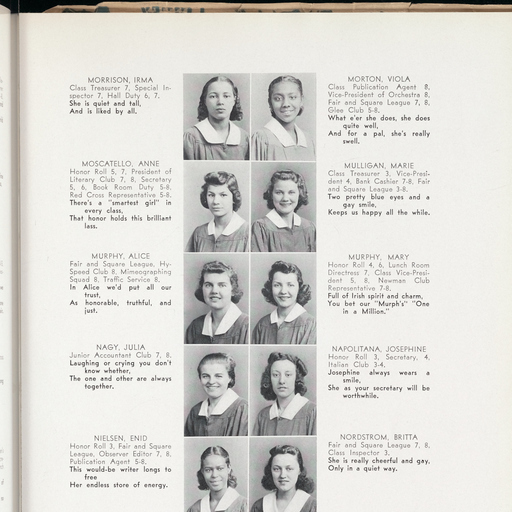 MORRISON, IRMA
Class Treasurer 7, Special In-
spector 7, Hall Duty 6, 7,
She is quiet and tall,
And is liked by all.
MOSCATELLO, ANNE
Honor Roll 5, 7, President of
Literary Club 7, 8, Secretary
5, 6, Book Room Duty 5-8,
Red Cross Representative 5-8.
There's a "smartest girl" in
every class,
That honor holds this brilliant
lass.
MURPHY, ALICE
Fair and Square League, Hy-
Speed Club 8, Mimeographing
Squad 8, Traffic Service 8,
In Alice we'd put all our
trust,
As honorable, truthful, and
just.
NAGY, JULIA
Junior Accountant Club 7, 8,
Laughing or crying you don't
know whether,
The one and other are always
together.
NIELSEN, ENID
Honor Roll 3, Fair and Square
League, Observer Editor 7, 8,
Publication Agent 5-8.
This would-be writer longs to
free
Her endless store of energy.
MORTON, VIOLA
Class Publication Agent 8,
Vice-President of Orchestra 8,
Fair and Square League 7, 8,
Glee Club 5-8.
What e'er she does, she does
quite well,
And for a pal, she's really
swell.
MULLIGAN, MARIE
Class Treasurer 3, Vice-Presi-
dent 4, Bank Cashier 7-8, Fair
and Square League 3-8.
Two pretty blue eyes and a
gay smile,
Keeps us happy all the while.
MURPHY, MARY
Honor Roll 4, 6, Lunch Room
Directress 7, Class Vice-Presi-
dent 5, 8, Newman Club
Representative 7-8.
Full of Irish spirit and charm,
You bet our "Murph's" "One
in a Million."
NAPOLITANA, JOSEPHINE
Honor Roll 3, Secretary, 4,
Italian Club 3-4,
Josephine always wears a
smile,
She as your secretary will be
worthwhile.
NORDSTROM, BRITTA
Fair and Square League 7, 8,
Class Inspector 3,
She is really cheerful and gay,
Only in a quiet way.